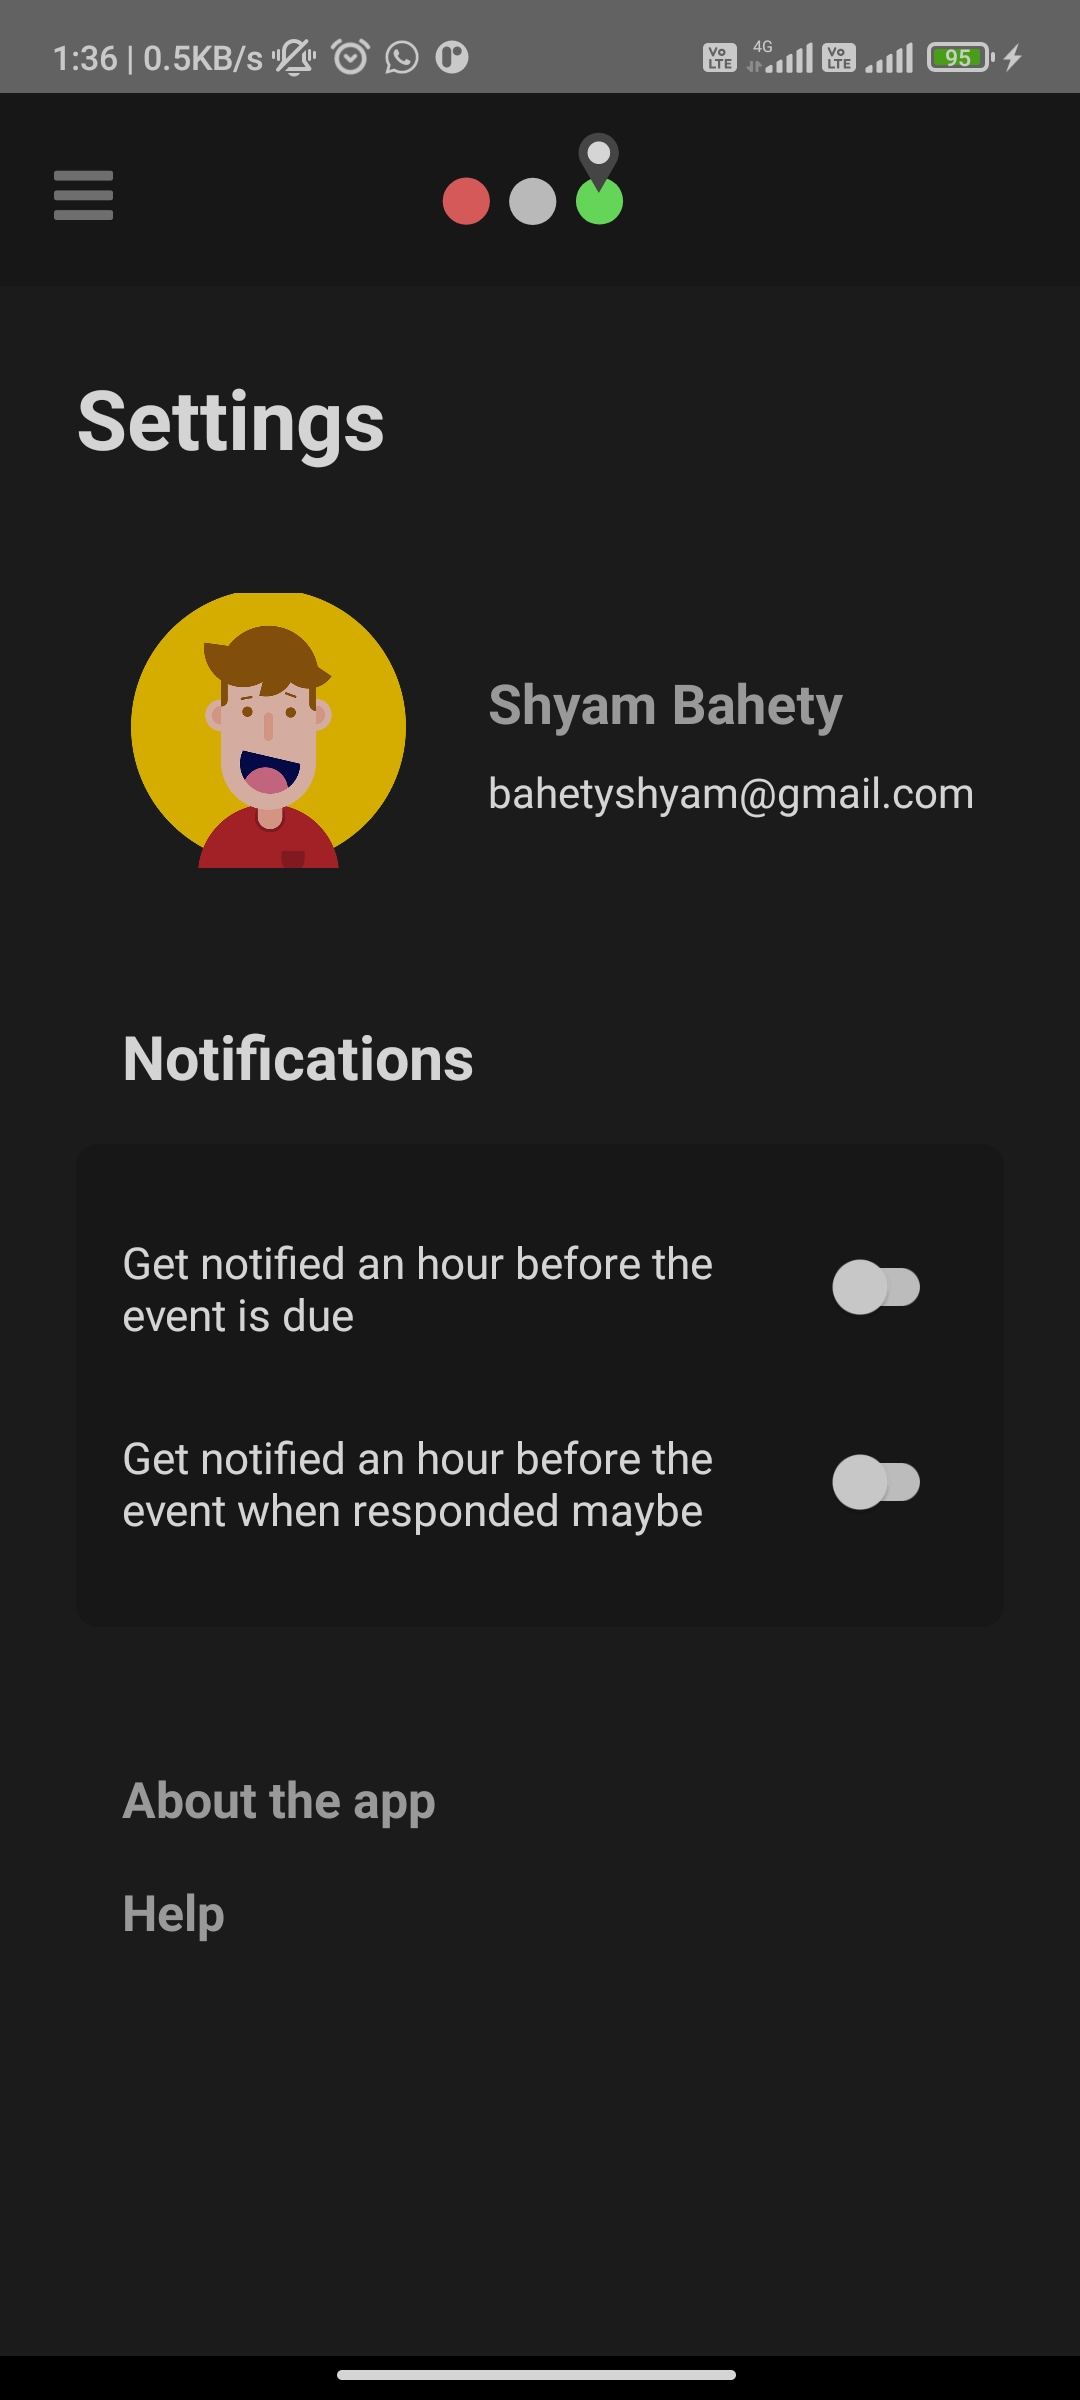 1:36 | 0.5KB/s
Vo LTE 4G Vo LTE 95
Settings
Shyam Bahety
bahetyshyam@gmail.com
Notifications
Get notified an hour before the
event is due
Get notified an hour before the
event when responded maybe
About the app
Help